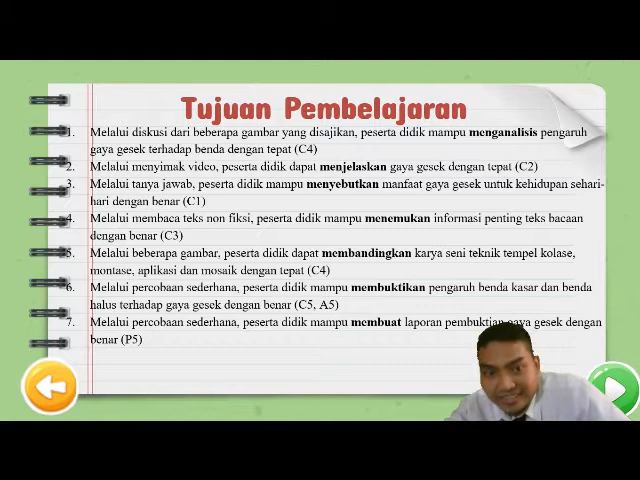 Tujuan Pembelajaran
1. Melalui diskusi dari beberapa gambar yang disajikan, peserta didik mampu menganalisis pengaruh
gaya gesek terhadap benda dengan tepat (C4)
2. Melalui menyimak video, peserta didik dapat menjelaskan gaya gesek dengan tepat (C2)
3. Melalui tanya jawab, peserta didik mampu menyebutkan manfaat gaya gesek untuk kehidupan sehari-
hari dengan benar (C1)
4. Melalui membaca teks non fiksi, peserta didik mampu menemukan informasi penting teks bacaan
dengan benar (C3)
5. Melalui beberapa gambar, peserta didik dapat membandingkan karya seni teknik tempel kolase,
montase, aplikasi dan mosaik dengan tepat (C4)
6. Melalui percobaan sederhana, peserta didik mampu membuktikan pengaruh benda kasar dan benda
halus terhadap gaya gesek dengan benar (C5, A5)
7. Melalui percobaan sederhana, peserta didik mampu membuat laporan pembuktian gaya gesek dengan
benar (P5)